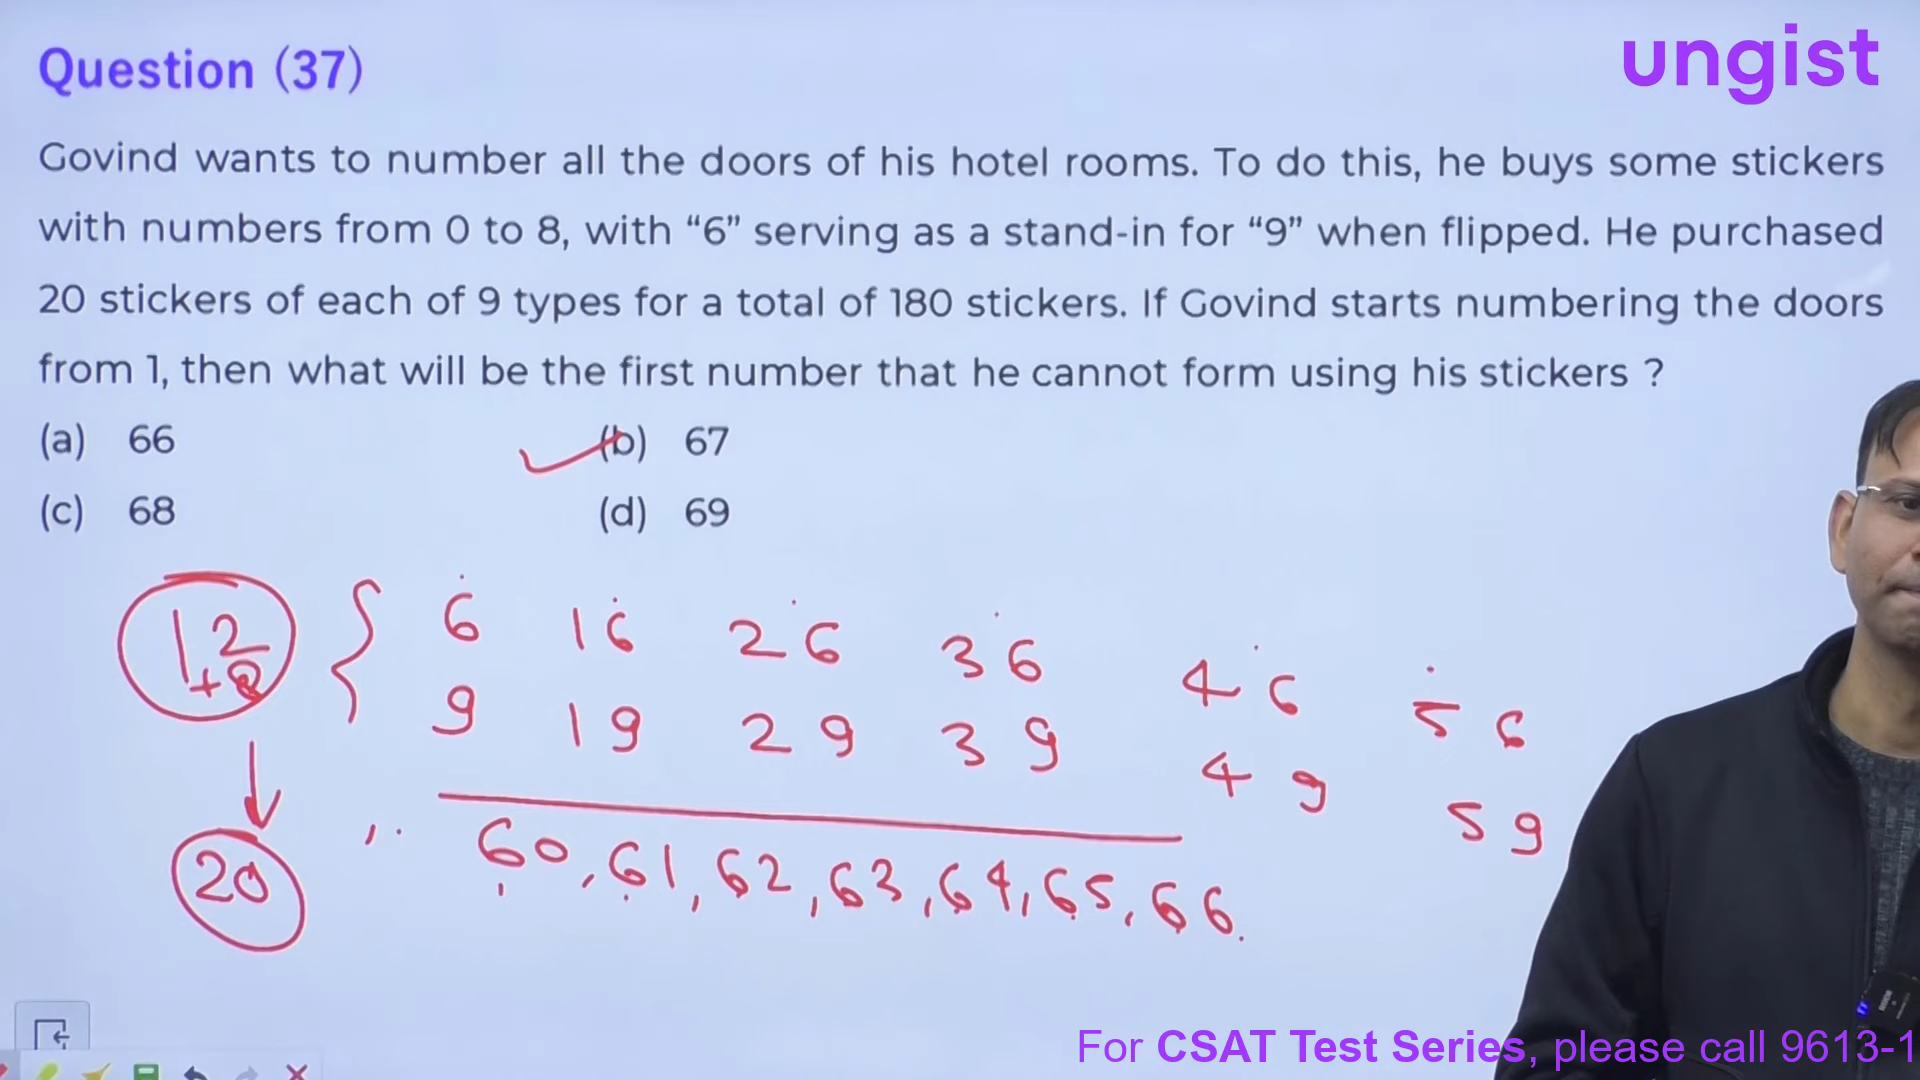 Question (37)
ungist
Govind wants to number all the doors of his hotel rooms. To do this, he buys some stickers
with numbers from 0 to 8, with “6” serving as a stand-in for “9” when flipped. He purchased
20 stickers of each of 9 types for a total of 180 stickers. If Govind starts numbering the doors
from 1, then what will be the first number that he cannot form using his stickers ?
(a) 66 (b) 67
(c) 68 (d) 69
12 { 6 16 26 36 46 56
+8 9 19 29 39 49 59
20 60, 61, 62, 63, 64, 65, 66.
For CSAT Test Series, please call 9613-1